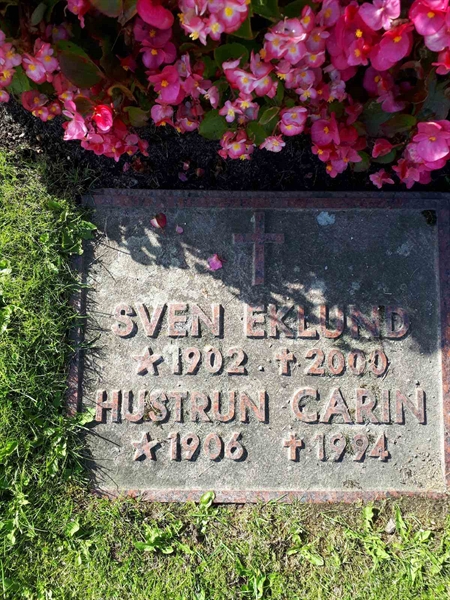 SVEN EKLUND
★1902 ✝2000
HUSTRUN CARIN
★1906 ✝1994